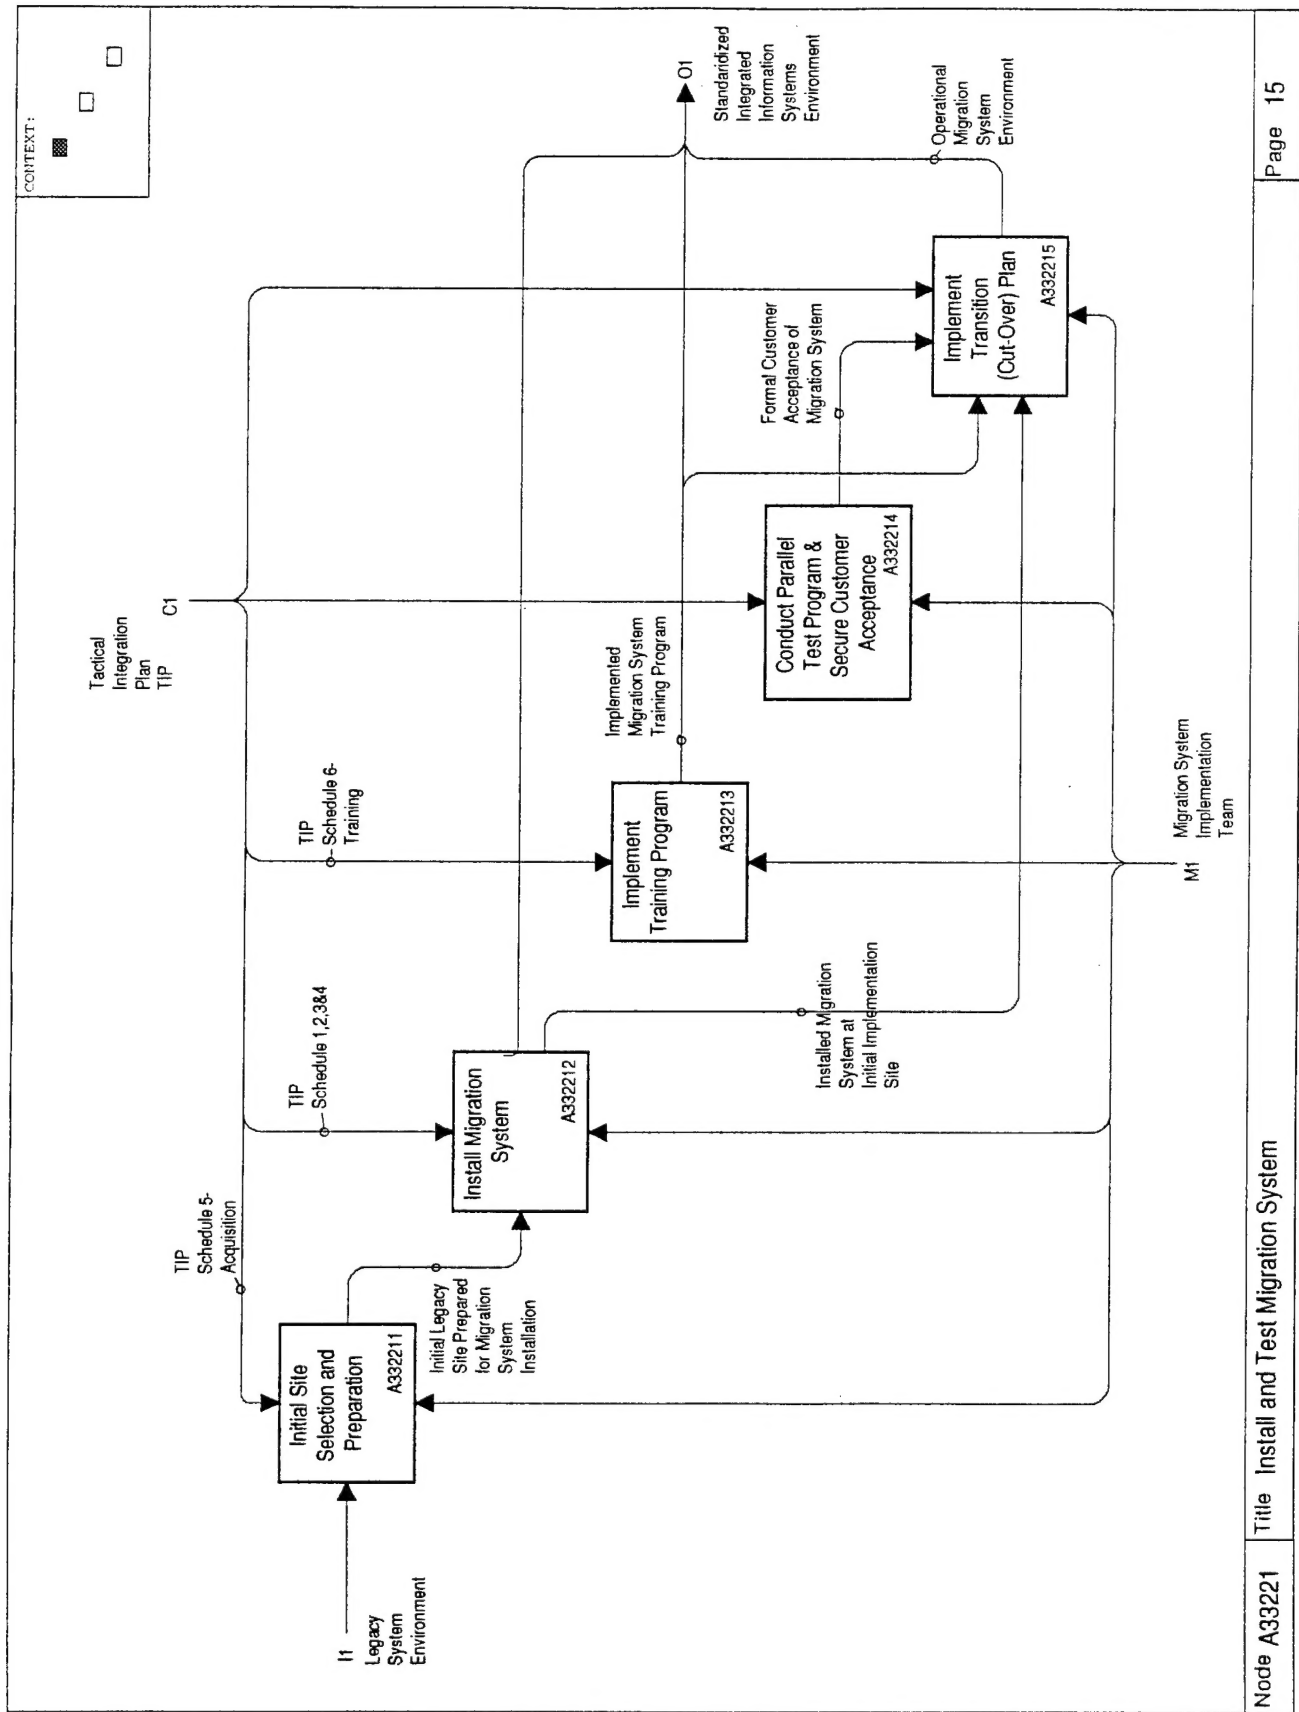 CONTEXT:
Tactical
Integration
Plan
TIP
C1
TIP
Schedule 5-
Acquisition
TIP
Schedule 1,2,3&4
TIP
Schedule 6-
Training
I1
Legacy
System
Environment
Initial Site
Selection and
Preparation
A332211
Initial Legacy
Site Prepared
for Migration
System
Installation
Install Migration
System
A332212
Installed Migration
System at
Initial Implementation
Site
Implement
Training Program
A332213
Implemented
Migration System
Training Program
Conduct Parallel
Test Program &
Secure Customer
Acceptance
A332214
Formal Customer
Acceptance of
Migration System
Implement
Transition
(Cut-Over) Plan
A332215
O1
Standaridized
Integrated
Information
Systems
Environment
Operational
Migration
System
Environment
M1
Migration System
Implementation
Team
Node A33221
Title Install and Test Migration System
Page 15